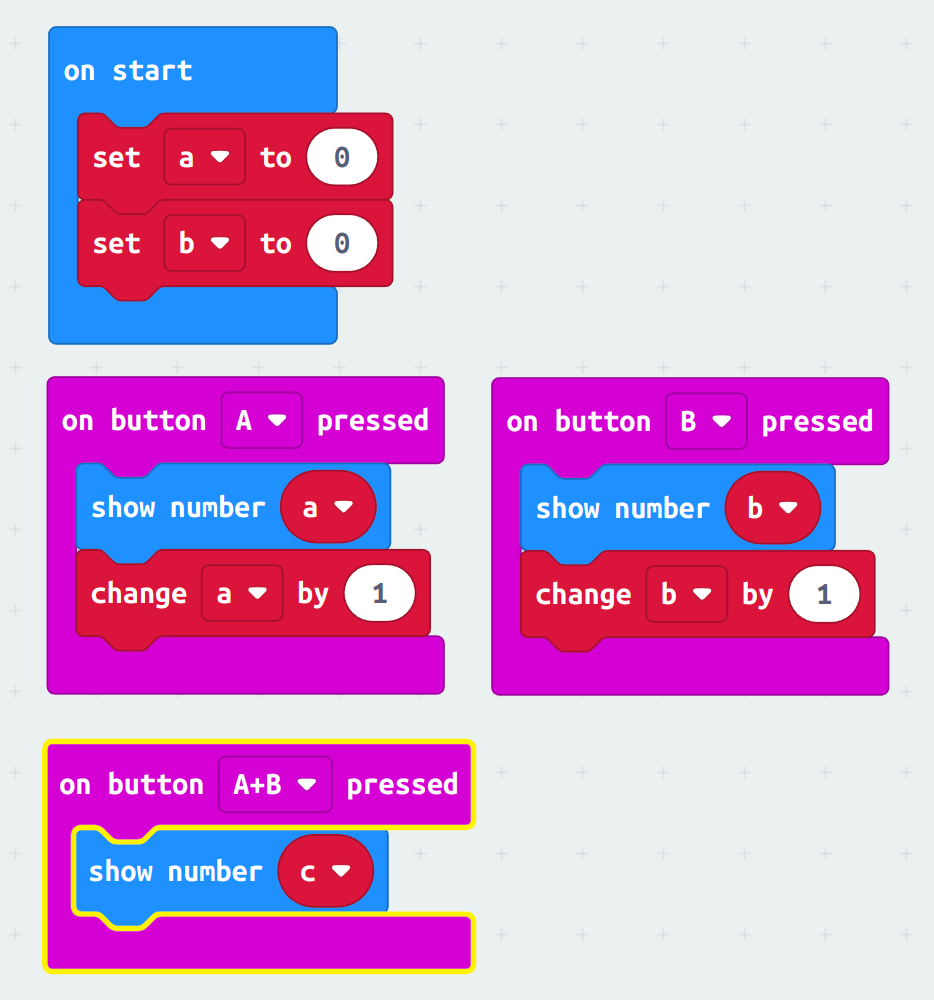 on start
set a to 0
set b to 0
on button A pressed
show number a
change a by 1
on button B pressed
show number b
change b by 1
on button A+B pressed
show number c